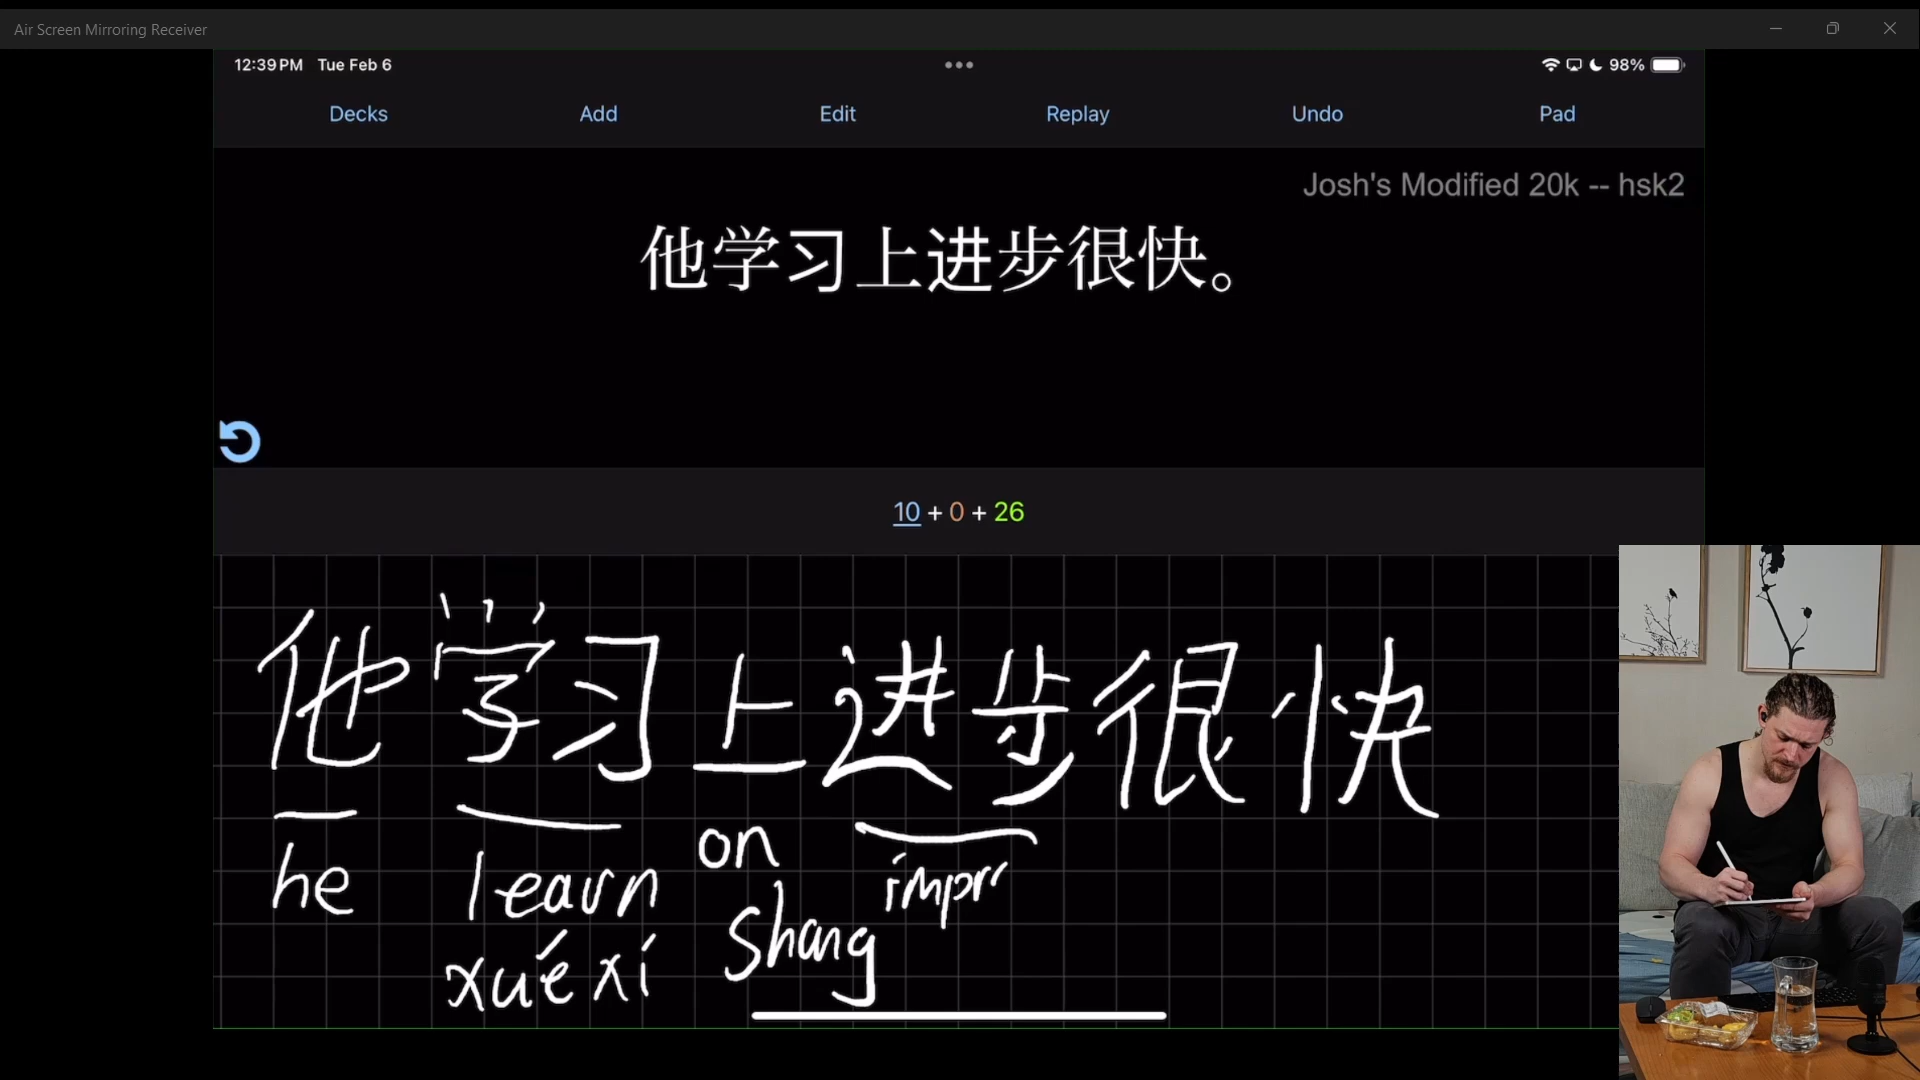 Air Screen Mirroring Receiver
12:39 PM Tue Feb 6
98%
Decks Add Edit Replay Undo Pad
Josh's Modified 20k -- hsk2
他学习上进步很快。
10 + 0 + 26
他学习上进步很快
he learn on impr
xuéxí shang